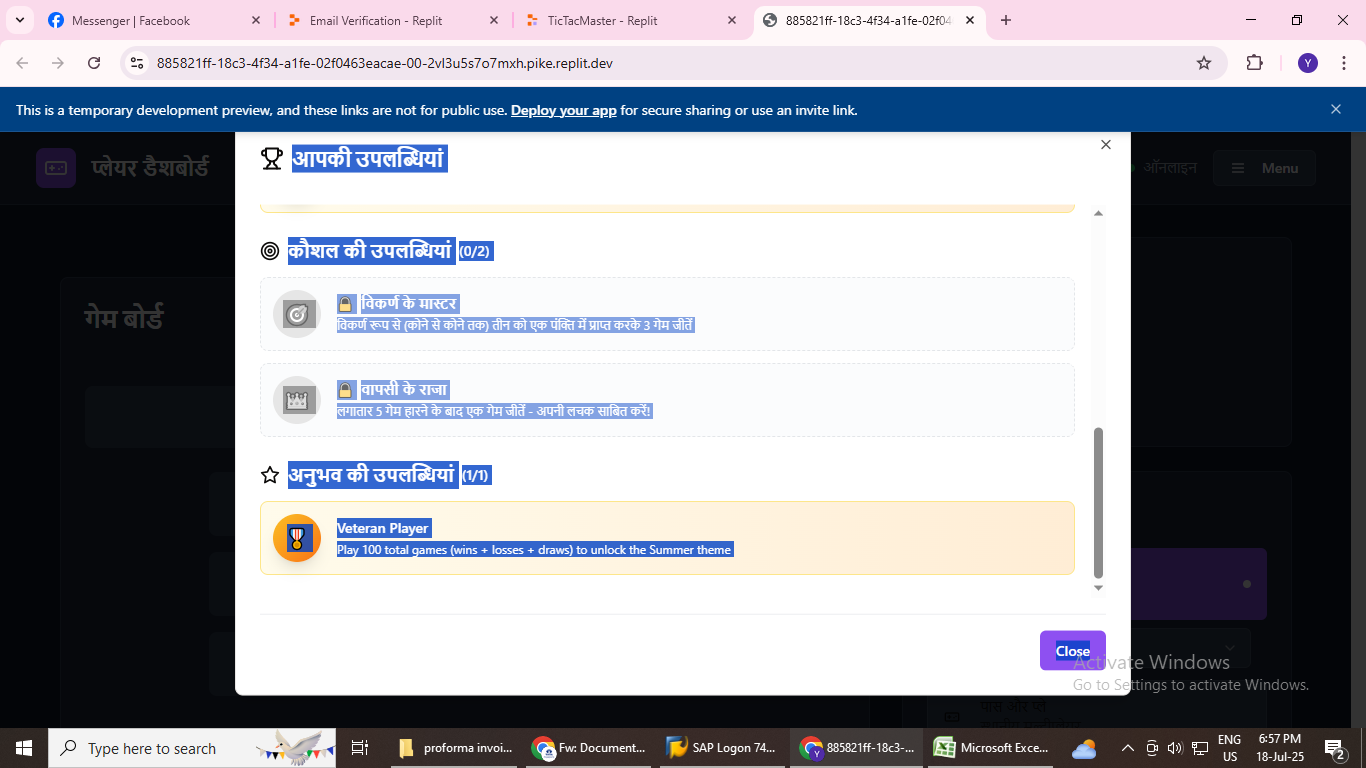 Messenger | Facebook
Email Verification - Replit
TicTacMaster - Replit
885821ff-18c3-4f34-a1fe-02f04
885821ff-18c3-4f34-a1fe-02f0463eacae-00-2vl3u5s7o7mxh.pike.replit.dev
Y
This is a temporary development preview, and these links are not for public use. Deploy your app for secure sharing or use an invite link.
प्लेयर डैशबोर्ड
ऑनलाइन
Menu
आपकी उपलब्धियां
कौशल की उपलब्धियां (0/2)
गेम बोर्ड
विकर्ण के मास्टर
विकर्ण रूप से (कोने से कोने तक) तीन को एक पंक्ति में प्राप्त करके 3 गेम जीतें
वापसी के राजा
लगातार 5 गेम हारने के बाद एक गेम जीतें - अपनी लचक साबित करें!
अनुभव की उपलब्धियां (1/1)
Veteran Player
Play 100 total games (wins + losses + draws) to unlock the Summer theme
Close
Activate Windows
Go to Settings to activate Windows.
पास और प्ले
Type here to search
proforma invoi...
Fw: Document...
SAP Logon 74...
885821ff-18c3-...
Microsoft Exce...
ENG
US
6:57 PM
18-Jul-25
2